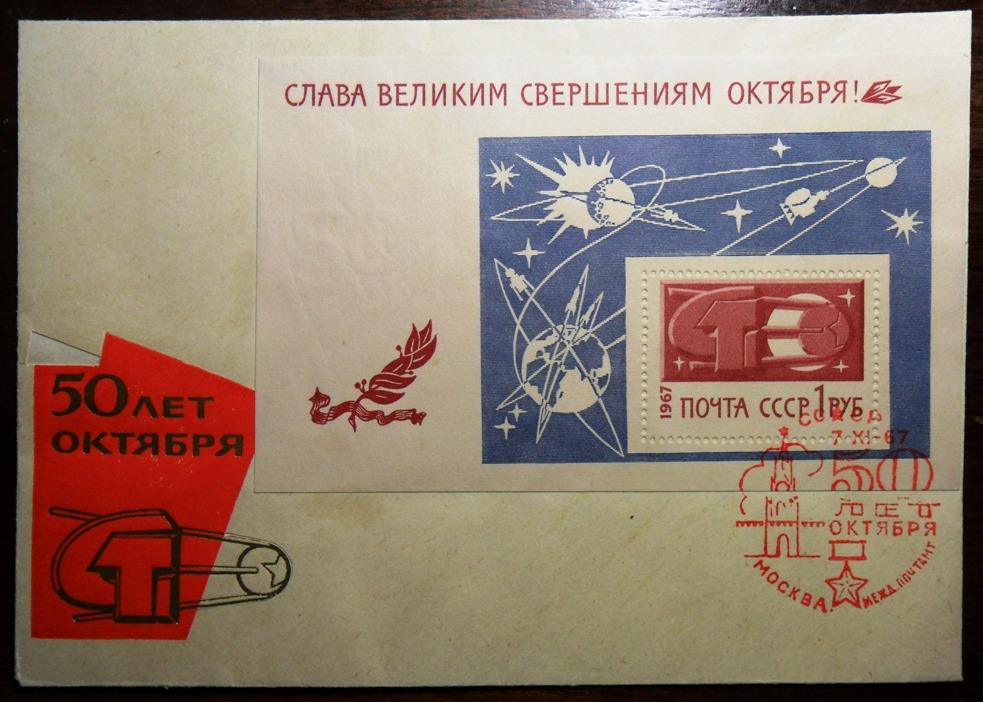 СЛАВА ВЕЛИКИМ СВЕРШЕНИЯМ ОКТЯБРЯ!
1967
ПОЧТА СССР 1 РУБ
50 ЛЕТ
ОКТЯБРЯ
7-XI-67
50
ЛЕТ
ОКТЯБРЯ
МОСКВА МЕЖД. ПОЧТАМТ